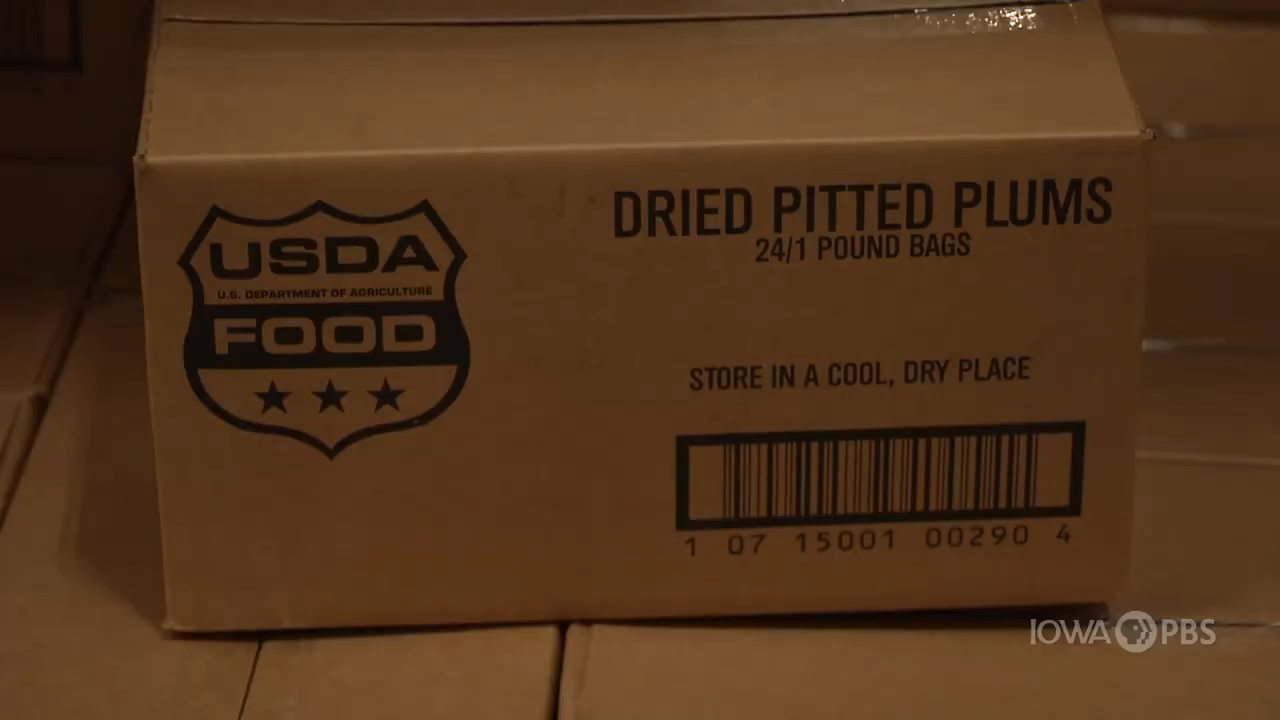 USDA
U.S. DEPARTMENT OF AGRICULTURE
FOOD
DRIED PITTED PLUMS
24/1 POUND BAGS
STORE IN A COOL, DRY PLACE
1 07 15001 00290 4
IOWA PBS